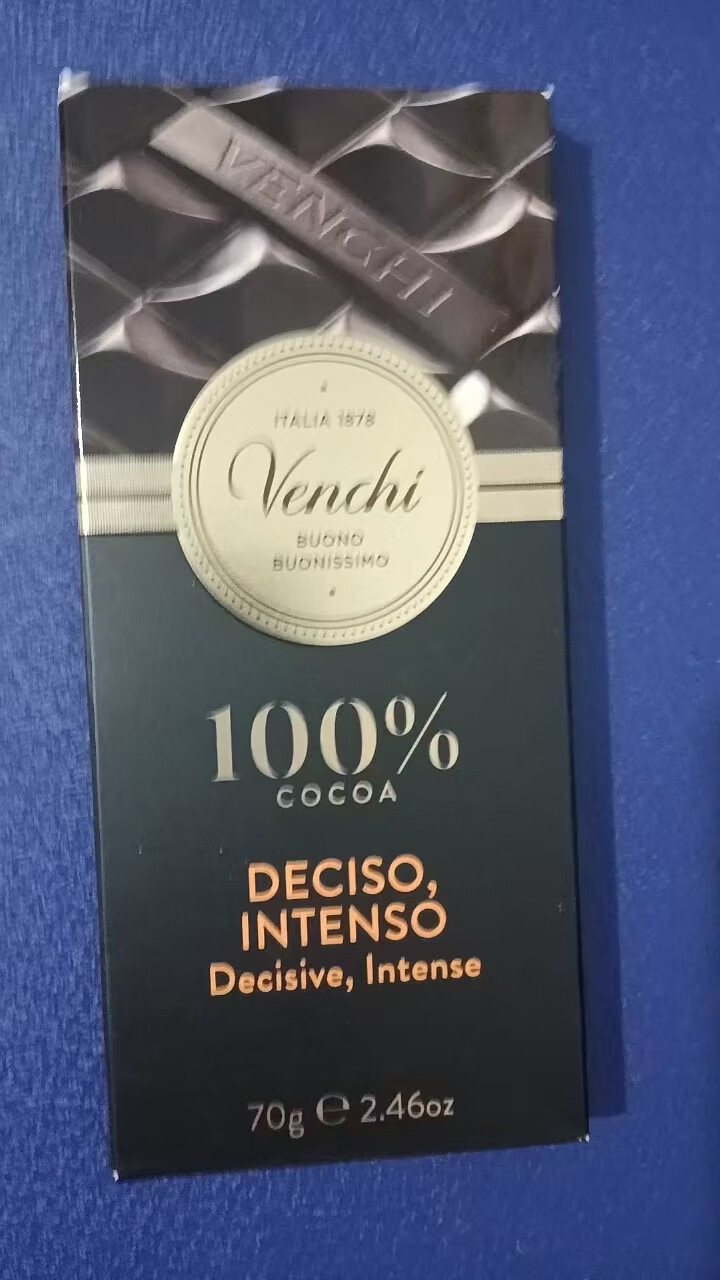 VENCHI
ITALIA 1878
Venchi
BUONO
BUONISSIMO
100%
COCOA
DECISO,
INTENSO
Decisive, Intense
70g ℮ 2.46oz